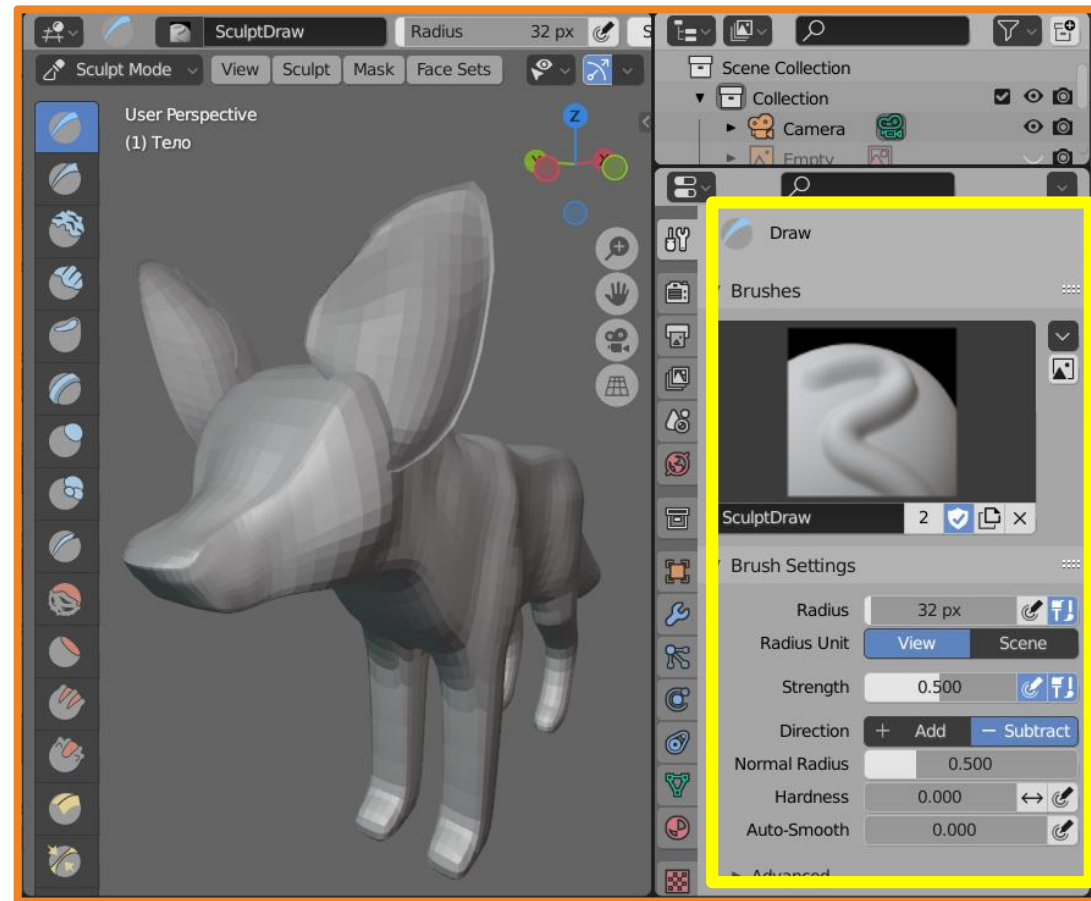 SculptDraw
Radius 32 px
S
Sculpt Mode View Sculpt Mask Face Sets
User Perspective
(1) Тело
Z
Y
X
Scene Collection
Collection
Camera
Empty
Draw
Brushes
SculptDraw 2
Brush Settings
Radius 32 px
Radius Unit View Scene
Strength 0.500
Direction + Add − Subtract
Normal Radius 0.500
Hardness 0.000
Auto-Smooth 0.000
Advanced